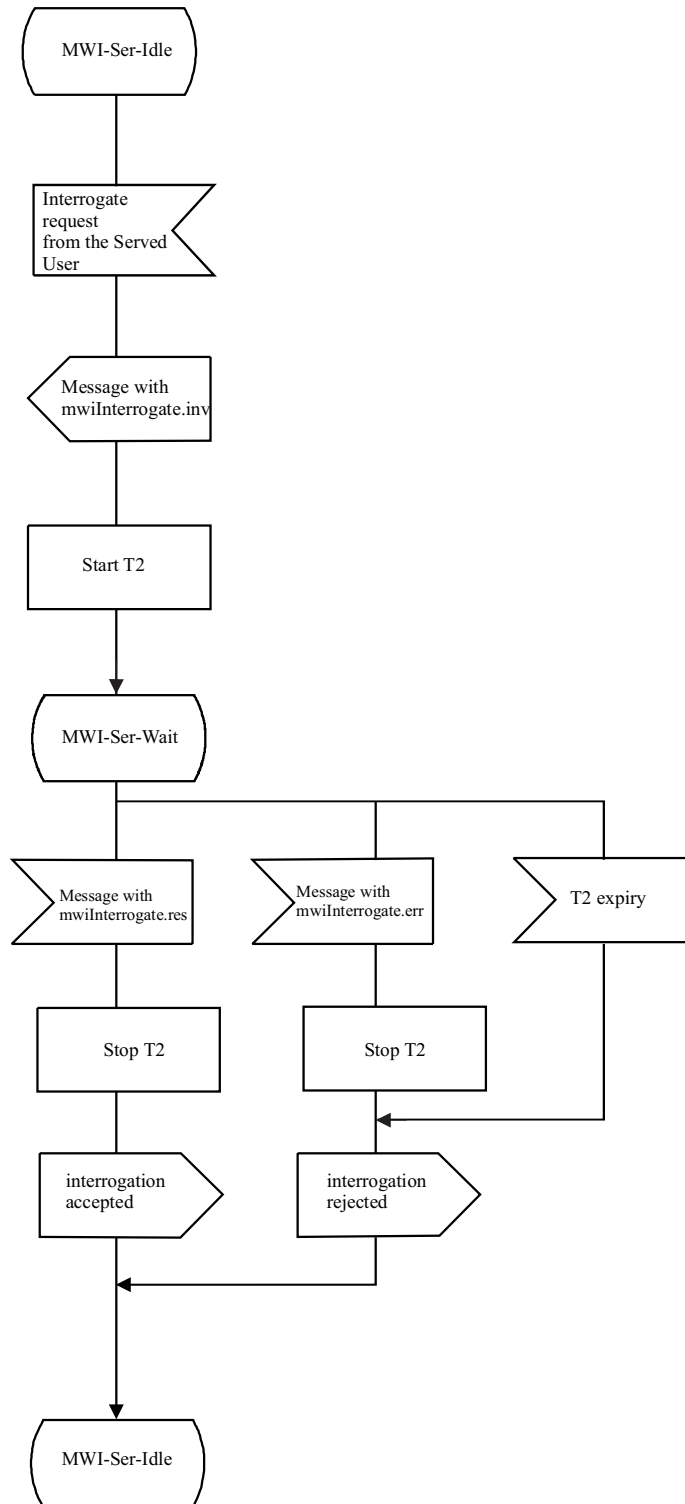 MWI-Ser-Idle
Interrogate
request
from the Served
User
Message with
mwiInterrogate.inv
Start T2
MWI-Ser-Wait
Message with
mwiInterrogate.res
Message with
mwiInterrogate.err
T2 expiry
Stop T2
Stop T2
interrogation
accepted
interrogation
rejected
MWI-Ser-Idle